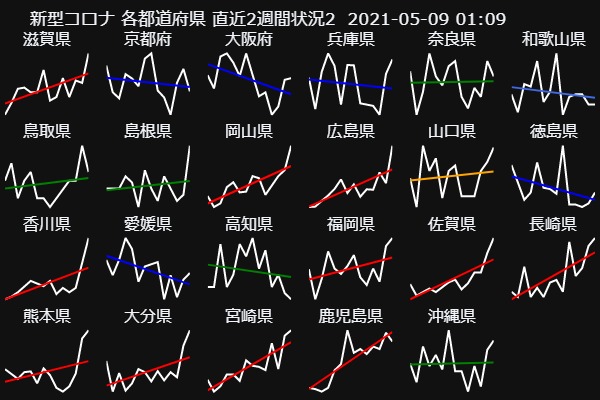 新型コロナ 各都道府県 直近2週間状況2 2021-05-09 01:09
滋賀県 京都府 大阪府 兵庫県 奈良県 和歌山県
鳥取県 島根県 岡山県 広島県 山口県 徳島県
香川県 愛媛県 高知県 福岡県 佐賀県 長崎県
熊本県 大分県 宮崎県 鹿児島県 沖縄県